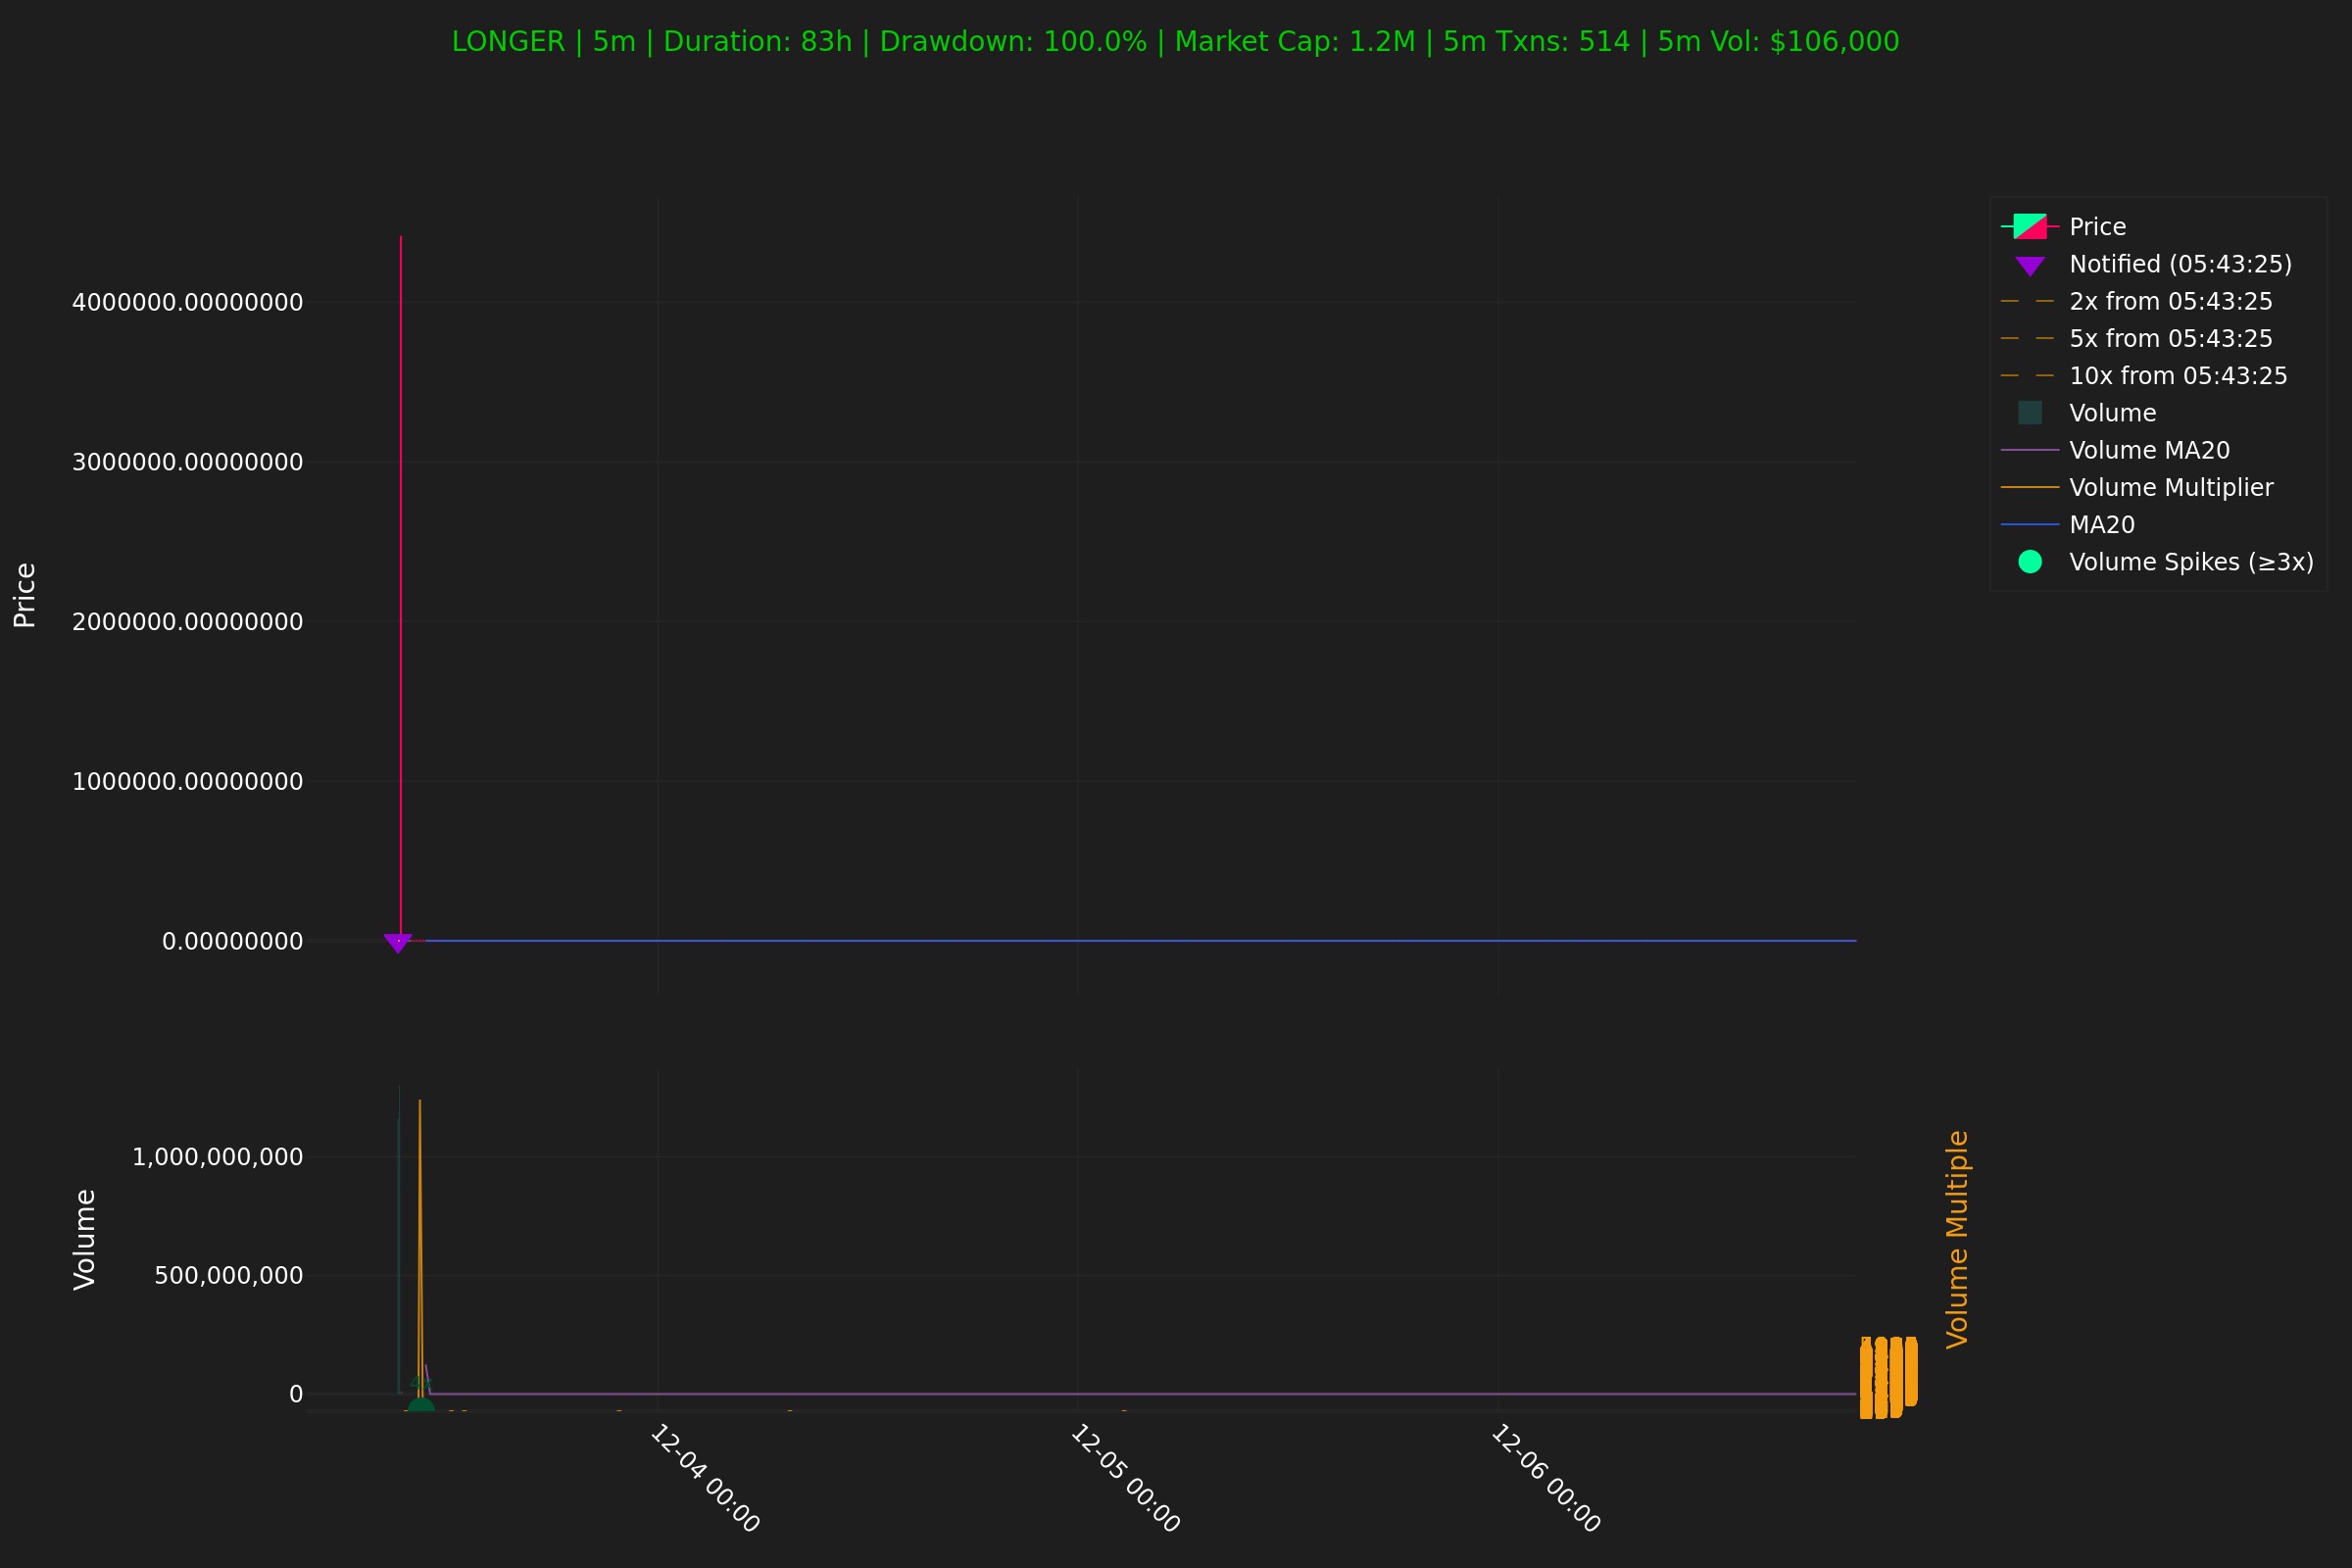 LONGER | 5m | Duration: 83h | Drawdown: 100.0% | Market Cap: 1.2M | 5m Txns: 514 | 5m Vol: $106,000
Price
4000000.00000000
3000000.00000000
2000000.00000000
1000000.00000000
0.00000000
Price
Notified (05:43:25)
2x from 05:43:25
5x from 05:43:25
10x from 05:43:25
Volume
Volume MA20
Volume Multiplier
MA20
Volume Spikes (≥3x)
Volume
1,000,000,000
500,000,000
0
Volume Multiple
12-04 00:00
12-05 00:00
12-06 00:00